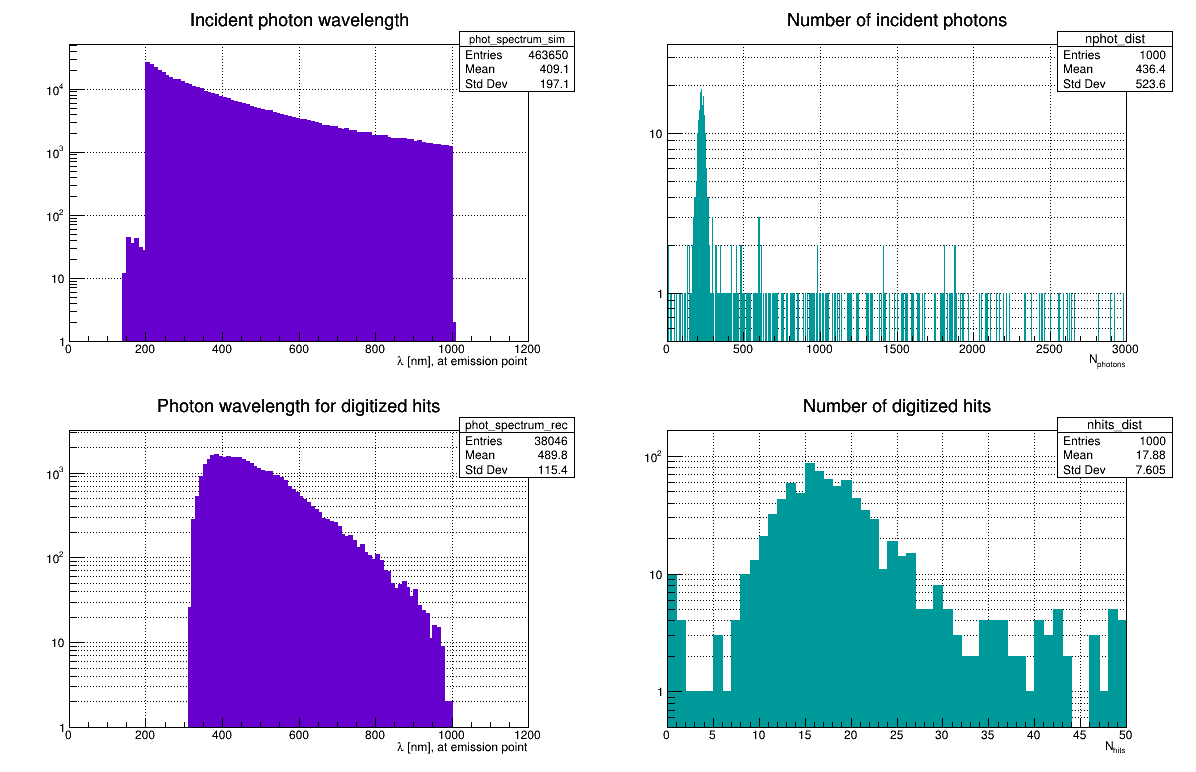 Incident photon wavelength
phot_spectrum_sim
Entries 463650
Mean 409.1
Std Dev 197.1
10^4
10^3
10^2
10
1
0 200 400 600 800 1000 1200
λ [nm], at emission point
Number of incident photons
nphot_dist
Entries 1000
Mean 436.4
Std Dev 523.6
10
1
0 500 1000 1500 2000 2500 3000
N_photons
Photon wavelength for digitized hits
phot_spectrum_rec
Entries 38046
Mean 489.8
Std Dev 115.4
10^3
10^2
10
1
0 200 400 600 800 1000 1200
λ [nm], at emission point
Number of digitized hits
nhits_dist
Entries 1000
Mean 17.88
Std Dev 7.605
10^2
10
1
0 5 10 15 20 25 30 35 40 45 50
N_hits